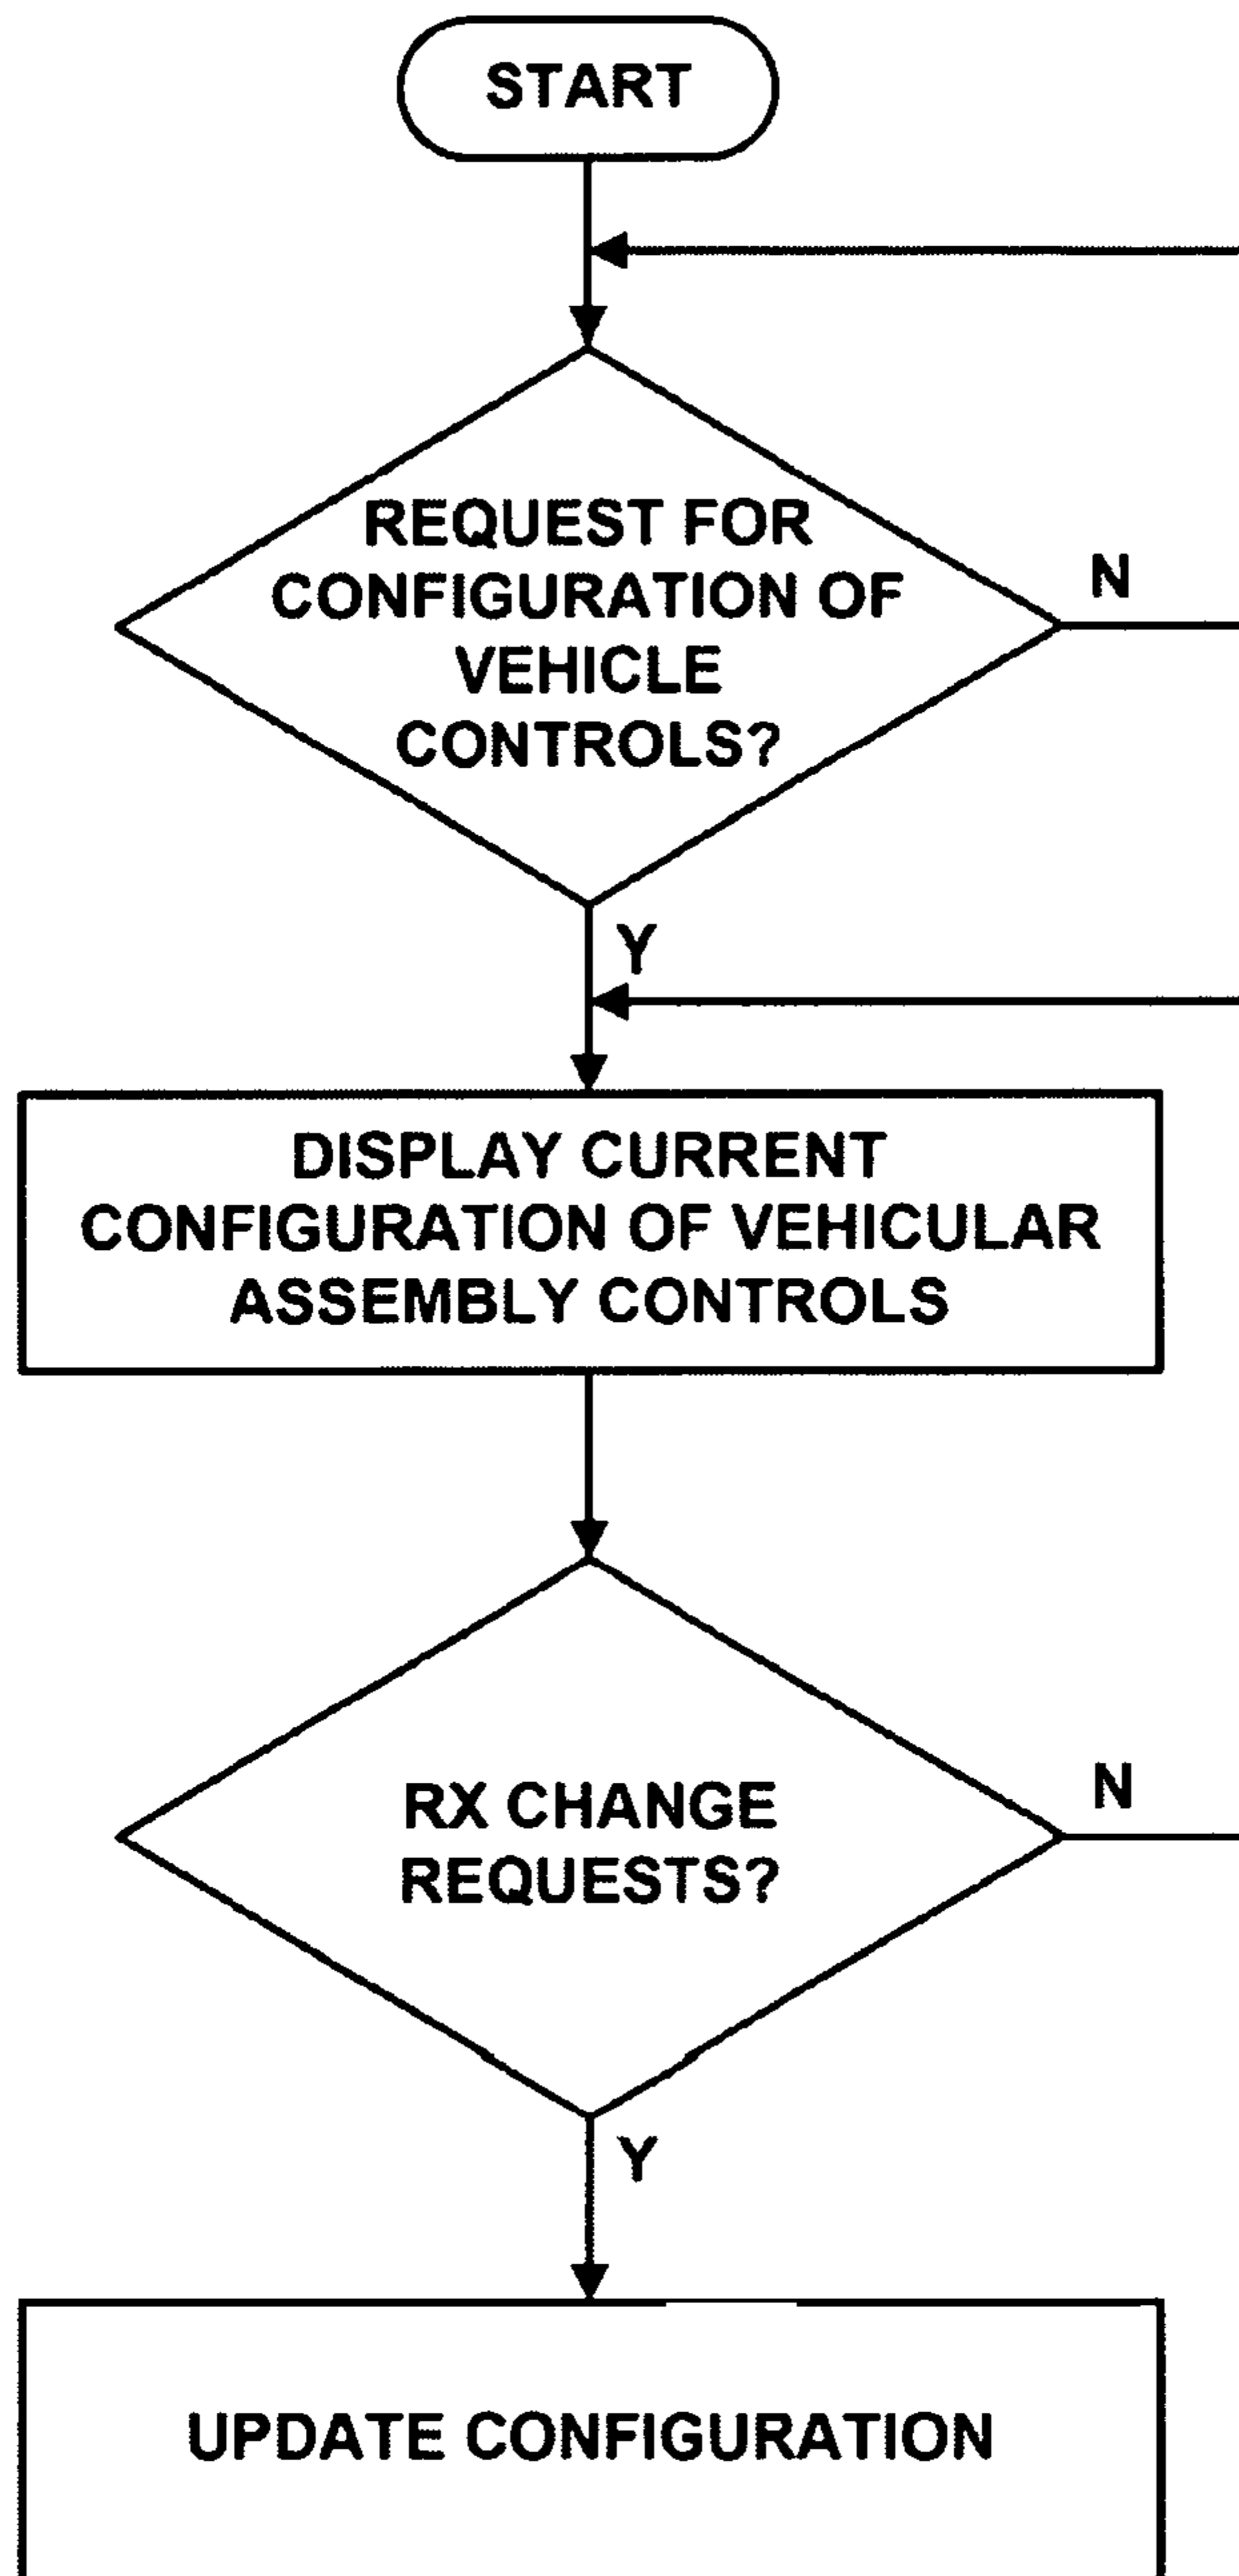 START
REQUEST FOR
CONFIGURATION OF
VEHICLE
CONTROLS?
N
Y
DISPLAY CURRENT
CONFIGURATION OF VEHICULAR
ASSEMBLY CONTROLS
RX CHANGE
REQUESTS?
N
Y
UPDATE CONFIGURATION